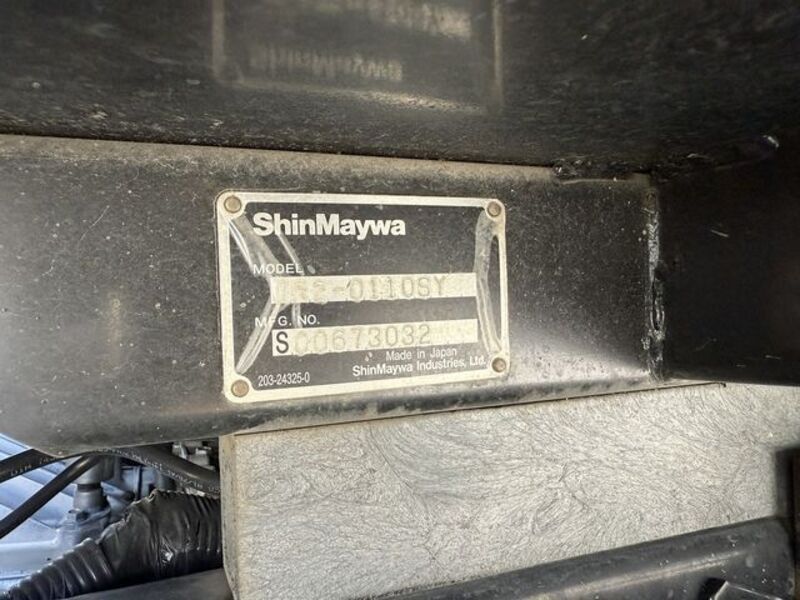 ShinMaywa
MODEL
MFG. NO.
S00673032
Made in Japan
ShinMaywa Industries, Ltd.
203-24325-0